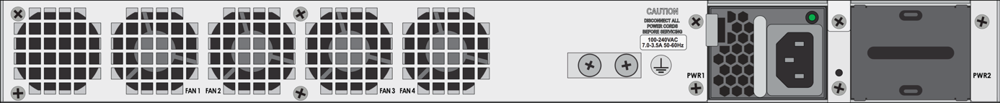 CAUTION
DISCONNECT ALL
POWER CORDS
BEFORE SERVICING
100-240VAC
7.0-3.5A 50-60Hz
PWR1
PWR2
FAN 1 FAN 2
FAN 3 FAN 4